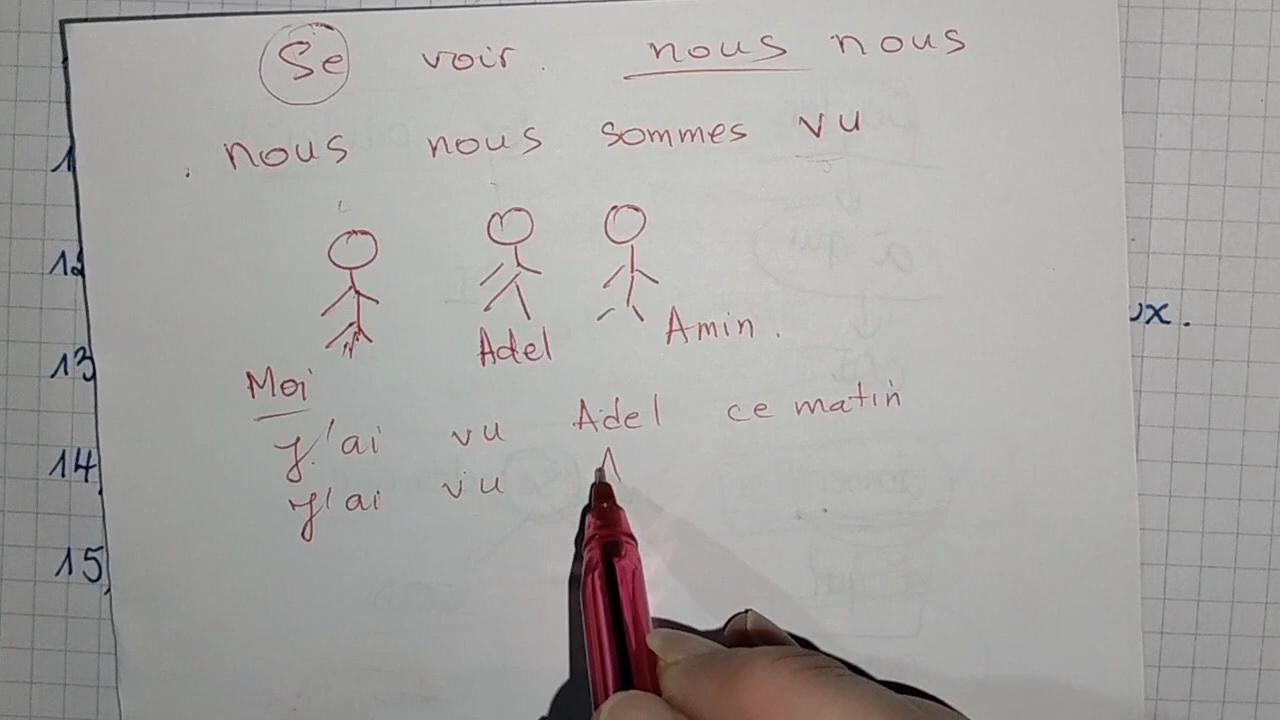 Se voir. nous nous
nous nous sommes vu
Adel
Amin.
Moi
J'ai vu Adel ce matin
J'ai vu A
12
13
14
15
ux.